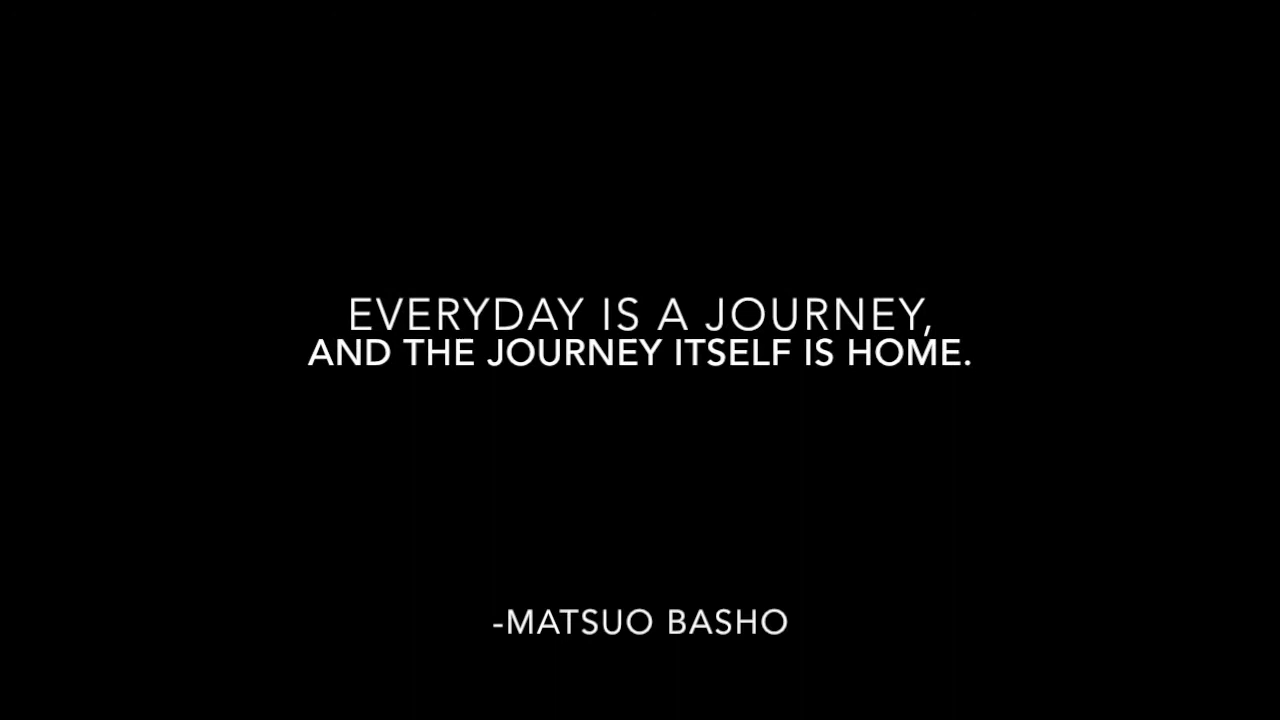 EVERYDAY IS A JOURNEY,
AND THE JOURNEY ITSELF IS HOME.
-MATSUO BASHO